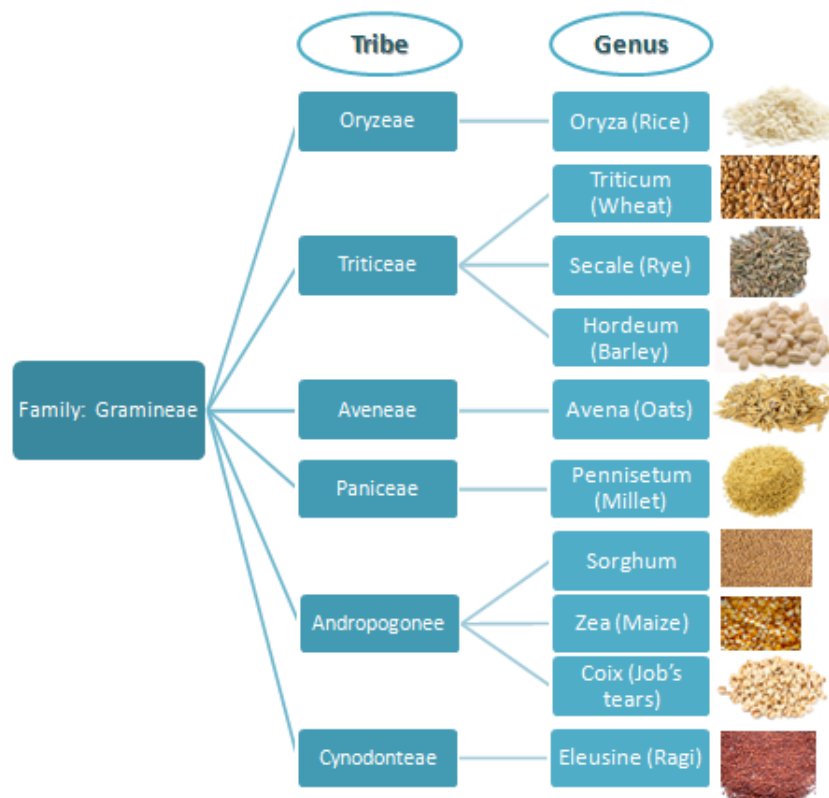 Tribe
Genus
Oryzeae
Oryza (Rice)
Triticum
(Wheat)
Triticeae
Secale (Rye)
Hordeum
(Barley)
Family: Gramineae
Aveneae
Avena (Oats)
Paniceae
Pennisetum
(Millet)
Sorghum
Andropogonee
Zea (Maize)
Coix (Job's
tears)
Cynodonteae
Eleusine (Ragi)